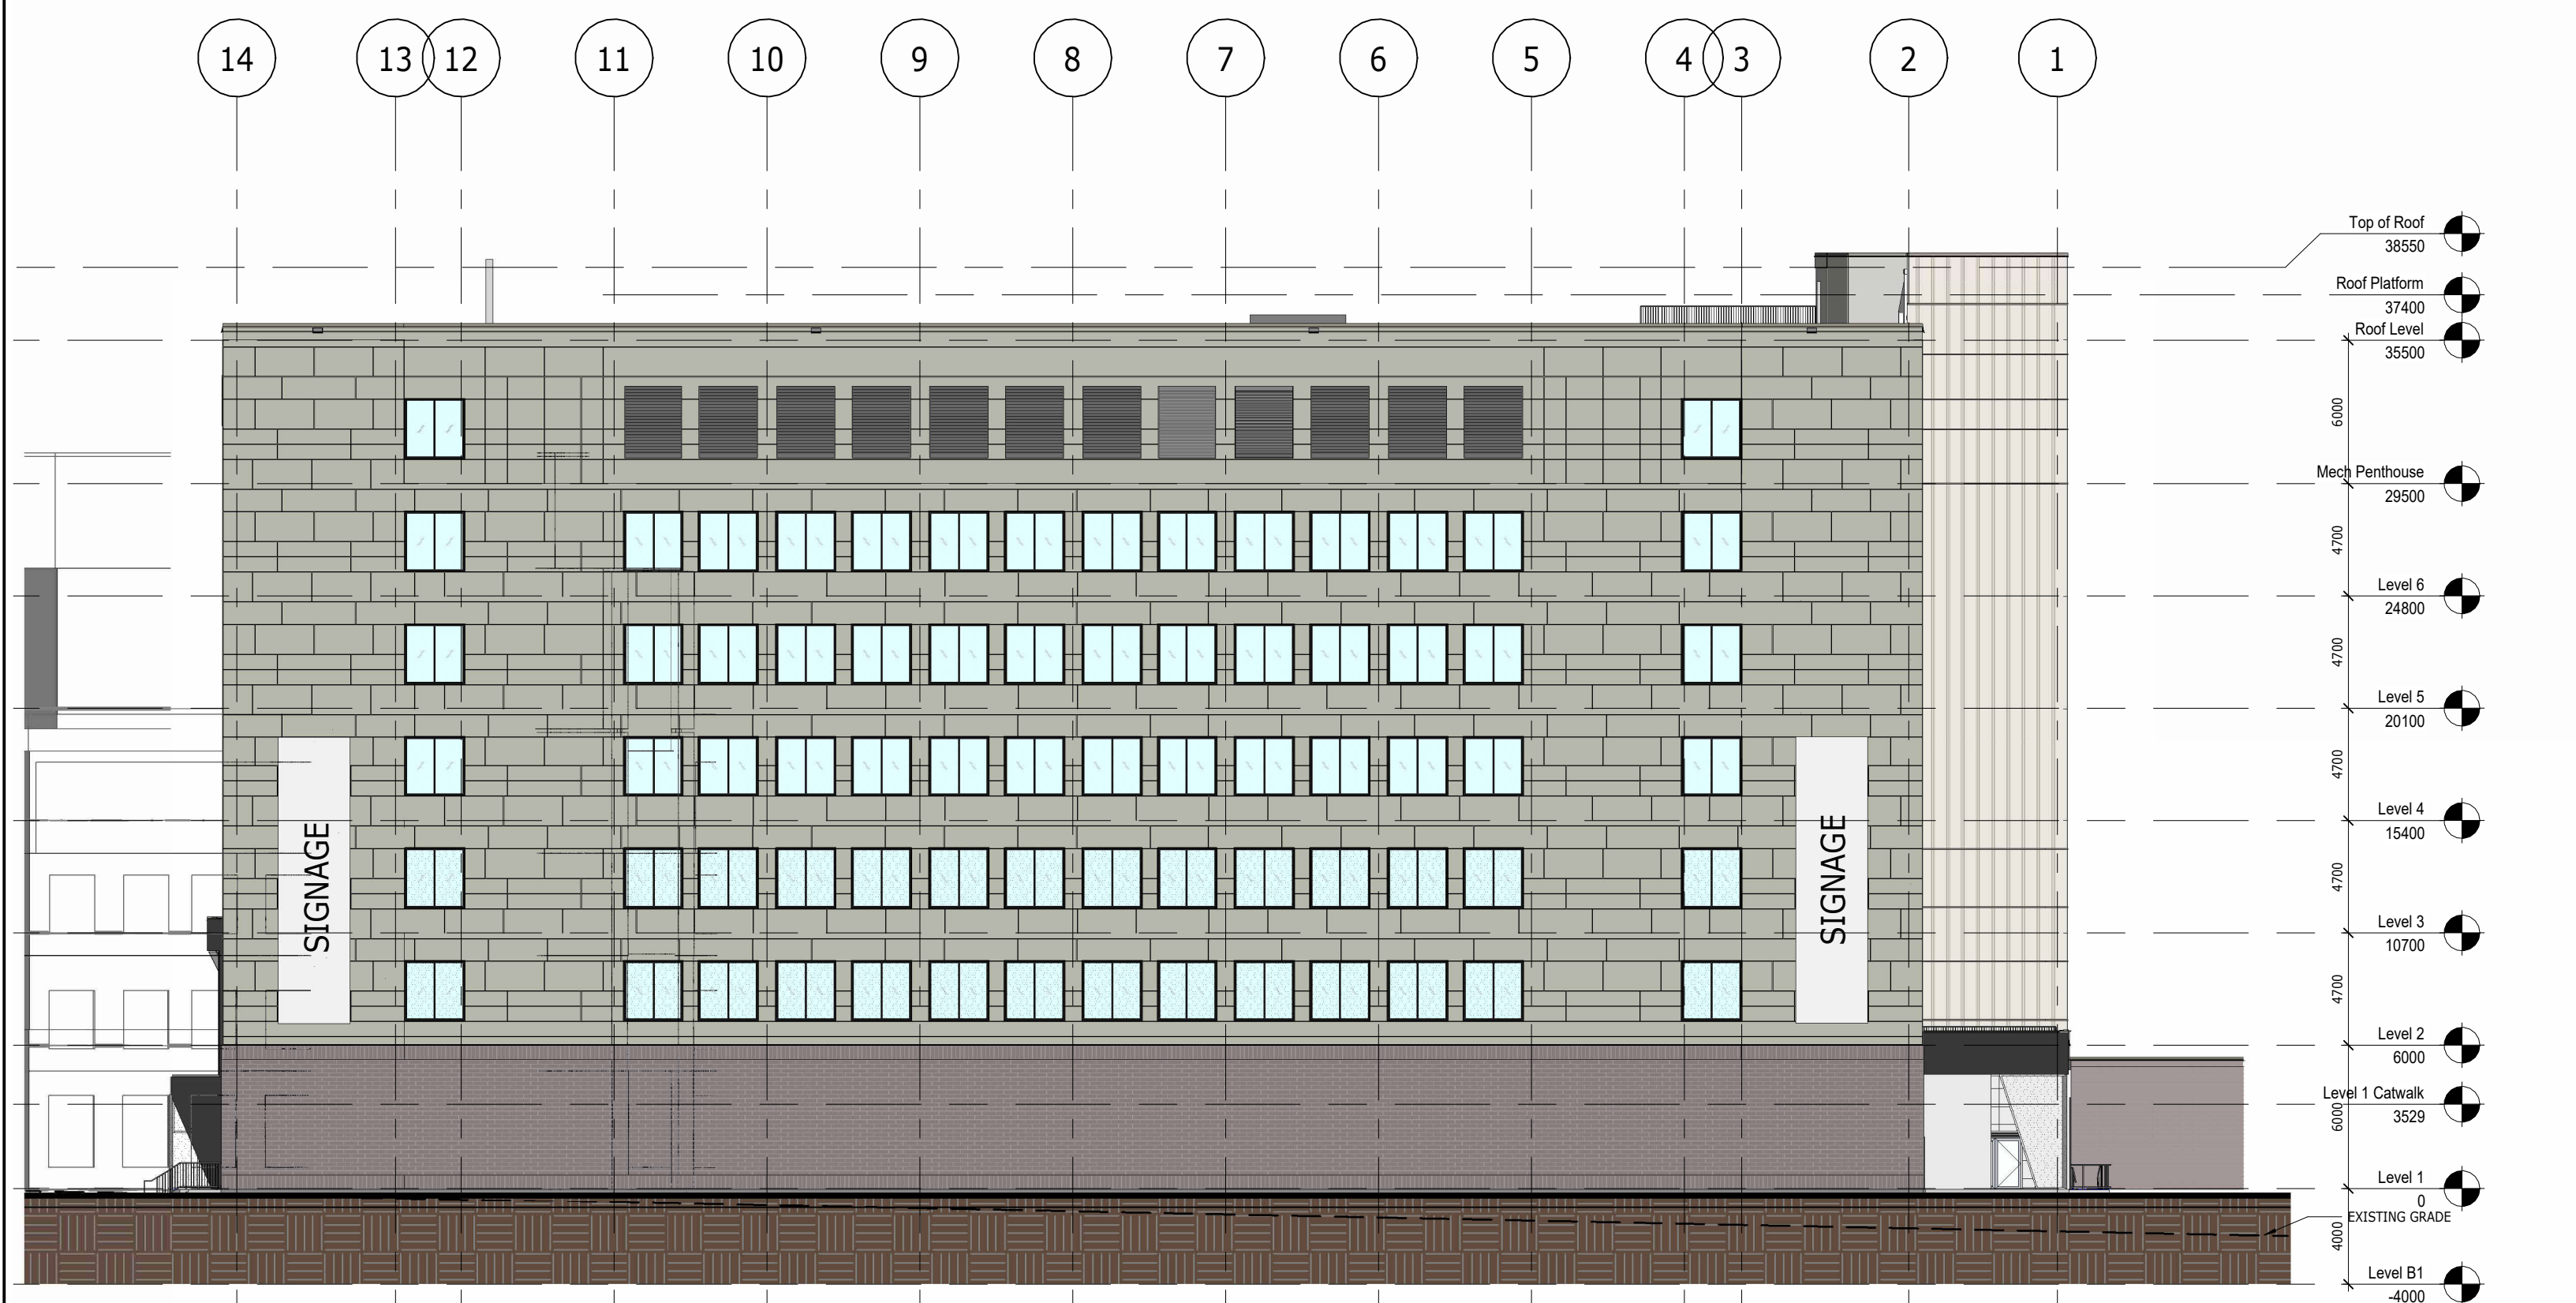 14 13 12 11 10 9 8 7 6 5 4 3 2 1
Top of Roof
38550
Roof Platform
37400
Roof Level
35500
6000
Mech Penthouse
29500
4700
Level 6
24800
4700
Level 5
20100
4700
Level 4
15400
4700
Level 3
10700
4700
Level 2
6000
Level 1 Catwalk
3529
6000
Level 1
0
EXISTING GRADE
4000
Level B1
-4000
SIGNAGE
SIGNAGE